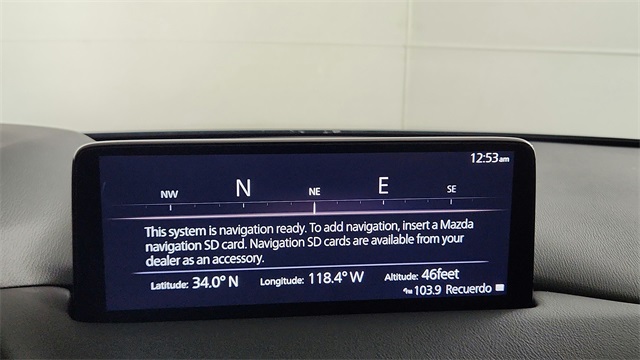 12:53am
NW N NE E SE
This system is navigation ready. To add navigation, insert a Mazda
navigation SD card. Navigation SD cards are available from your
dealer as an accessory.
Latitude: 34.0° N Longitude: 118.4° W Altitude: 46feet
103.9 Recuerdo